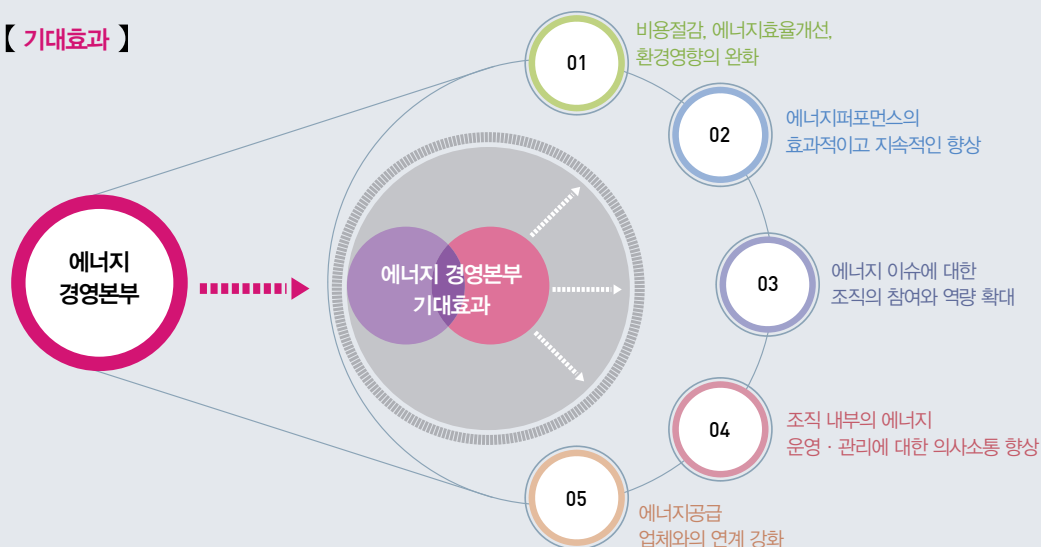 【 기대효과 】
에너지
경영본부
에너지 경영본부
기대효과
01
비용절감, 에너지효율개선,
환경영향의 완화
02
에너지퍼포먼스의
효과적이고 지속적인 향상
03
에너지 이슈에 대한
조직의 참여와 역량 확대
04
조직 내부의 에너지
운영 · 관리에 대한 의사소통 향상
05
에너지공급
업체와의 연계 강화